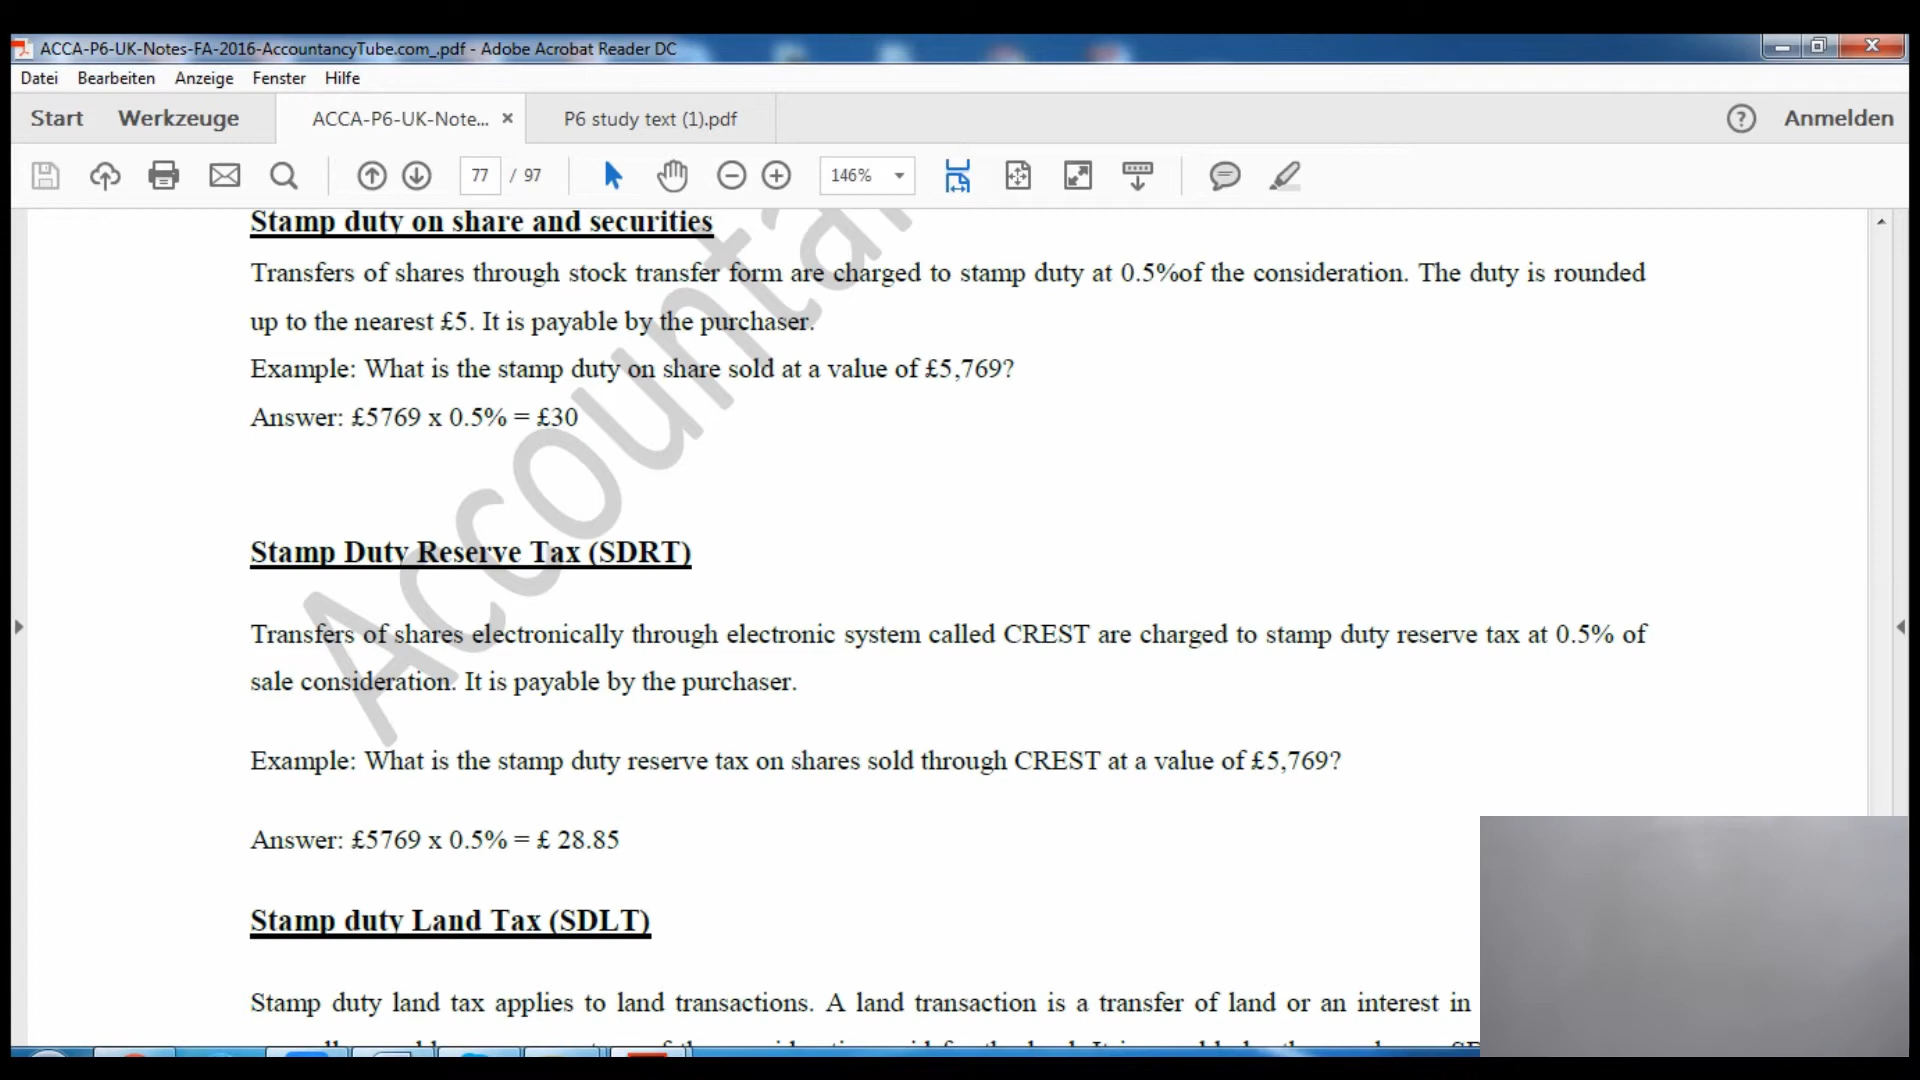 ACCA-P6-UK-Notes-FA-2016-AccountancyTube.com_.pdf - Adobe Acrobat Reader DC
Datei Bearbeiten Anzeige Fenster Hilfe
Start Werkzeuge ACCA-P6-UK-Note... × P6 study text (1).pdf ? Anmelden
77 / 97 146%
Stamp duty on share and securities
Transfers of shares through stock transfer form are charged to stamp duty at 0.5%of the consideration. The duty is rounded
up to the nearest £5. It is payable by the purchaser.
Example: What is the stamp duty on share sold at a value of £5,769?
Answer: £5769 x 0.5% = £30
Stamp Duty Reserve Tax (SDRT)
Transfers of shares electronically through electronic system called CREST are charged to stamp duty reserve tax at 0.5% of
sale consideration. It is payable by the purchaser.
Example: What is the stamp duty reserve tax on shares sold through CREST at a value of £5,769?
Answer: £5769 x 0.5% = £ 28.85
Stamp duty Land Tax (SDLT)
Stamp duty land tax applies to land transactions. A land transaction is a transfer of land or an interest in
Accounta